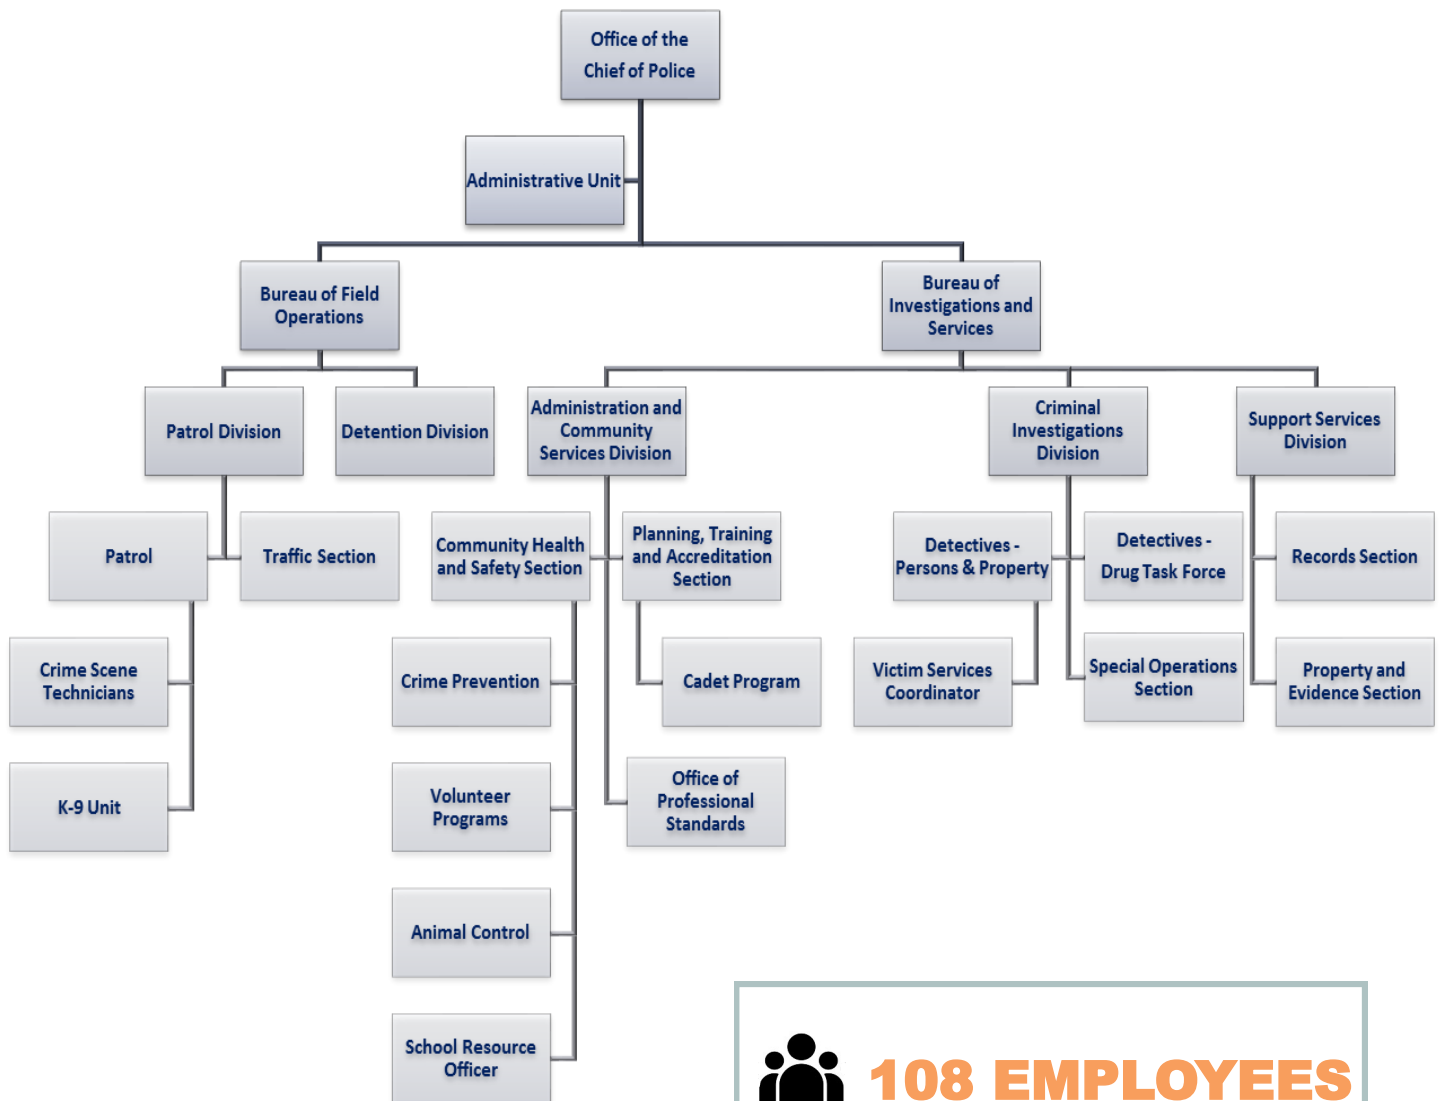 Office of the
Chief of Police
Administrative Unit
Bureau of Field
Operations
Bureau of
Investigations and
Services
Patrol Division
Detention Division
Administration and
Community
Services Division
Criminal
Investigations
Division
Support Services
Division
Patrol
Traffic Section
Community Health
and Safety Section
Planning, Training
and Accreditation
Section
Detectives -
Persons & Property
Detectives -
Drug Task Force
Records Section
Crime Scene
Technicians
Crime Prevention
Cadet Program
Victim Services
Coordinator
Special Operations
Section
Property and
Evidence Section
K-9 Unit
Volunteer
Programs
Office of
Professional
Standards
Animal Control
School Resource
Officer
108 EMPLOYEES